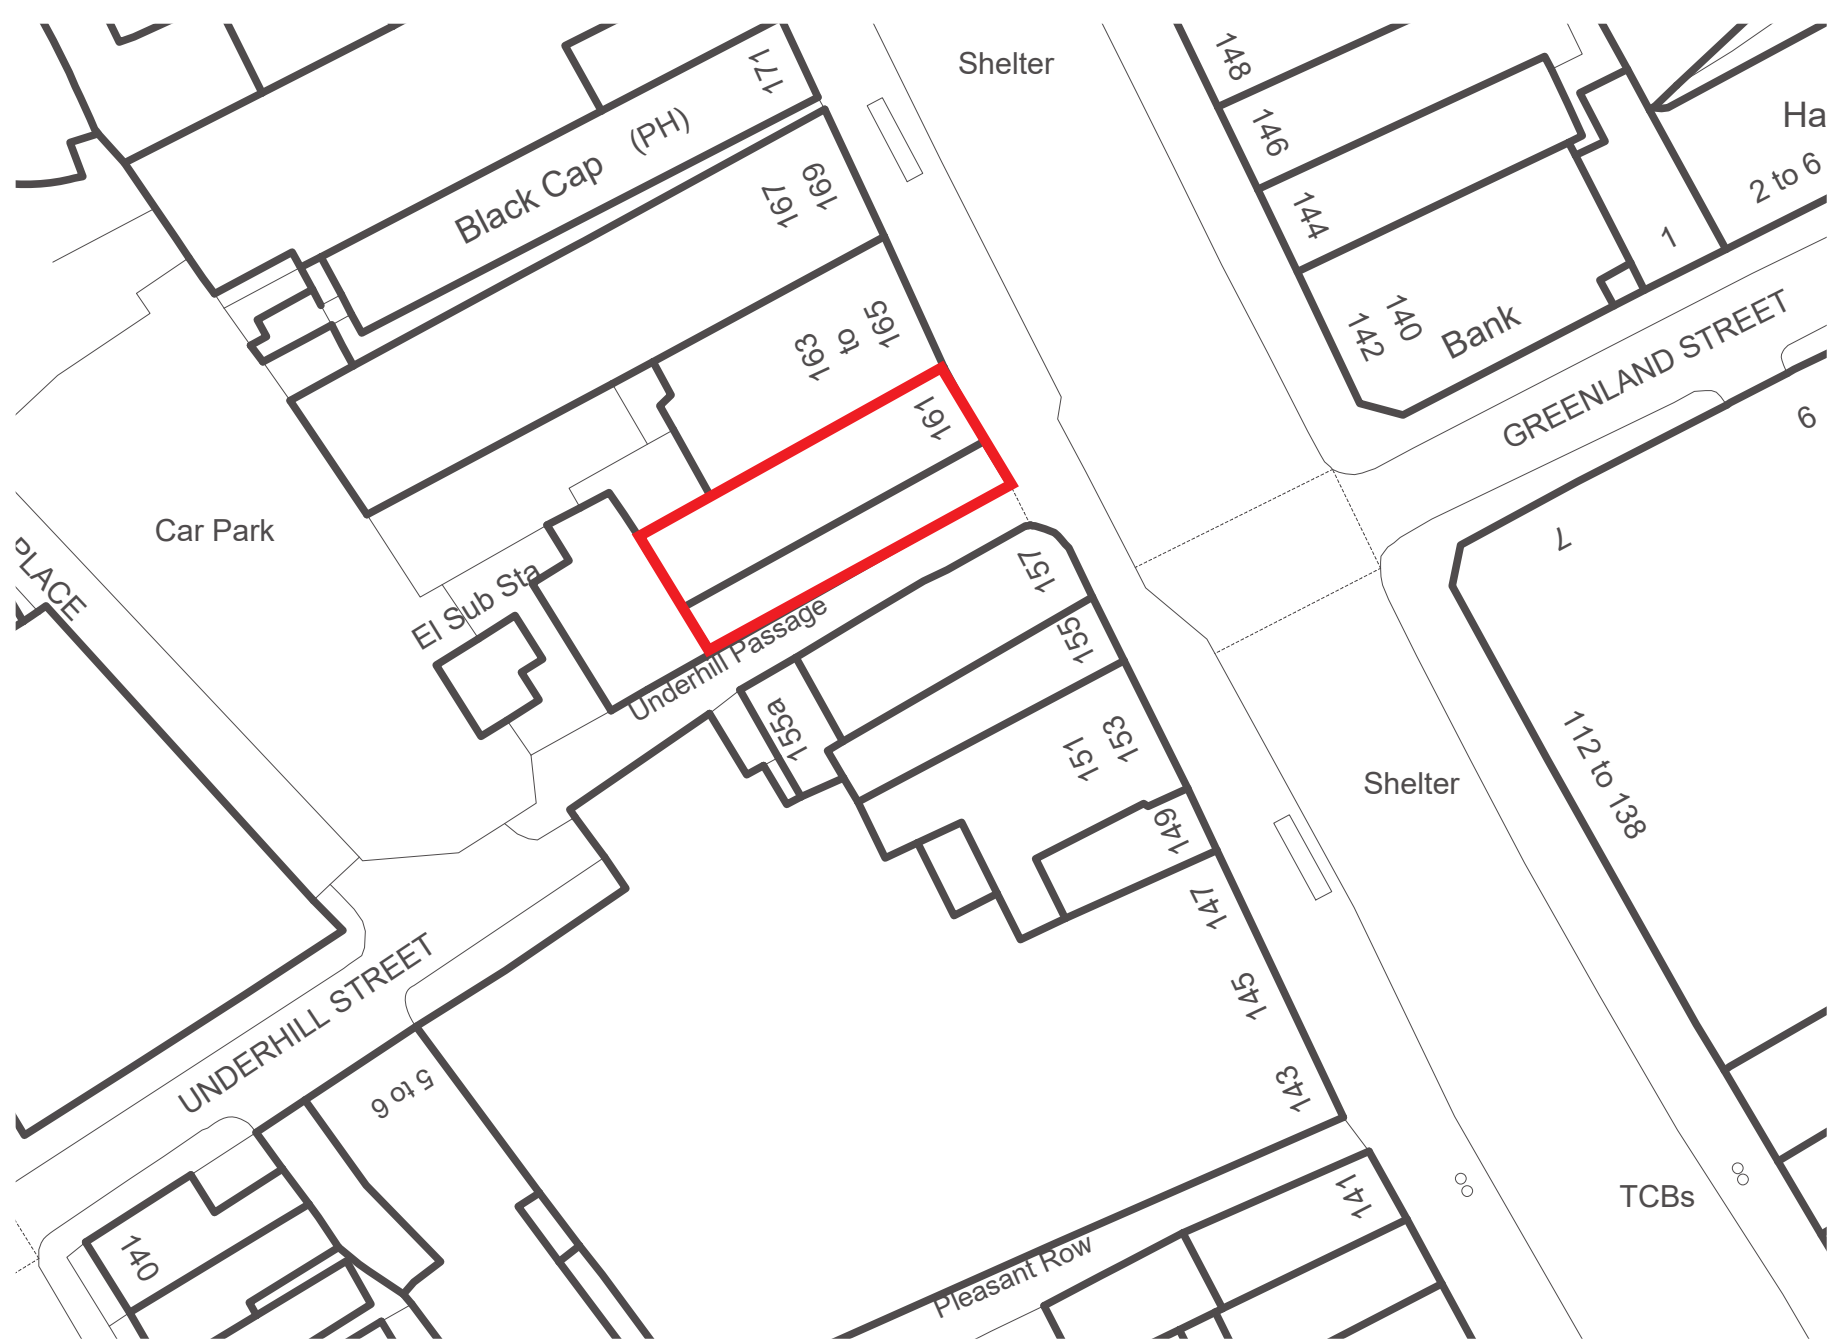 Shelter
171
148
Black Cap (PH)
146
Ha
2 to 6
169
167
144
1
165
to
163
140
142
Bank
GREENLAND STREET
161
6
7
Car Park
PLACE
El Sub Sta
157
Underhill Passage
155
155a
153
151
149
Shelter
112 to 138
147
145
143
UNDERHILL STREET
5 to 6
141
TCBs
140
Pleasant Row